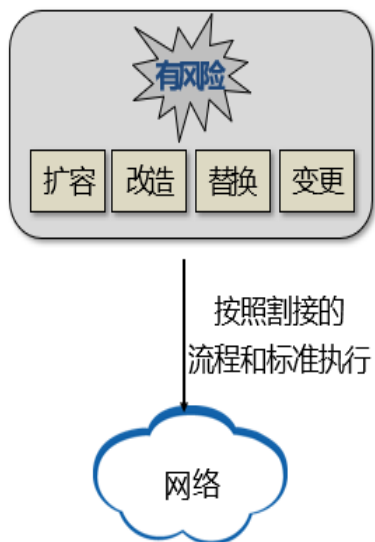 有风险
扩容 改造 替换 变更
按照割接的
流程和标准执行
网络